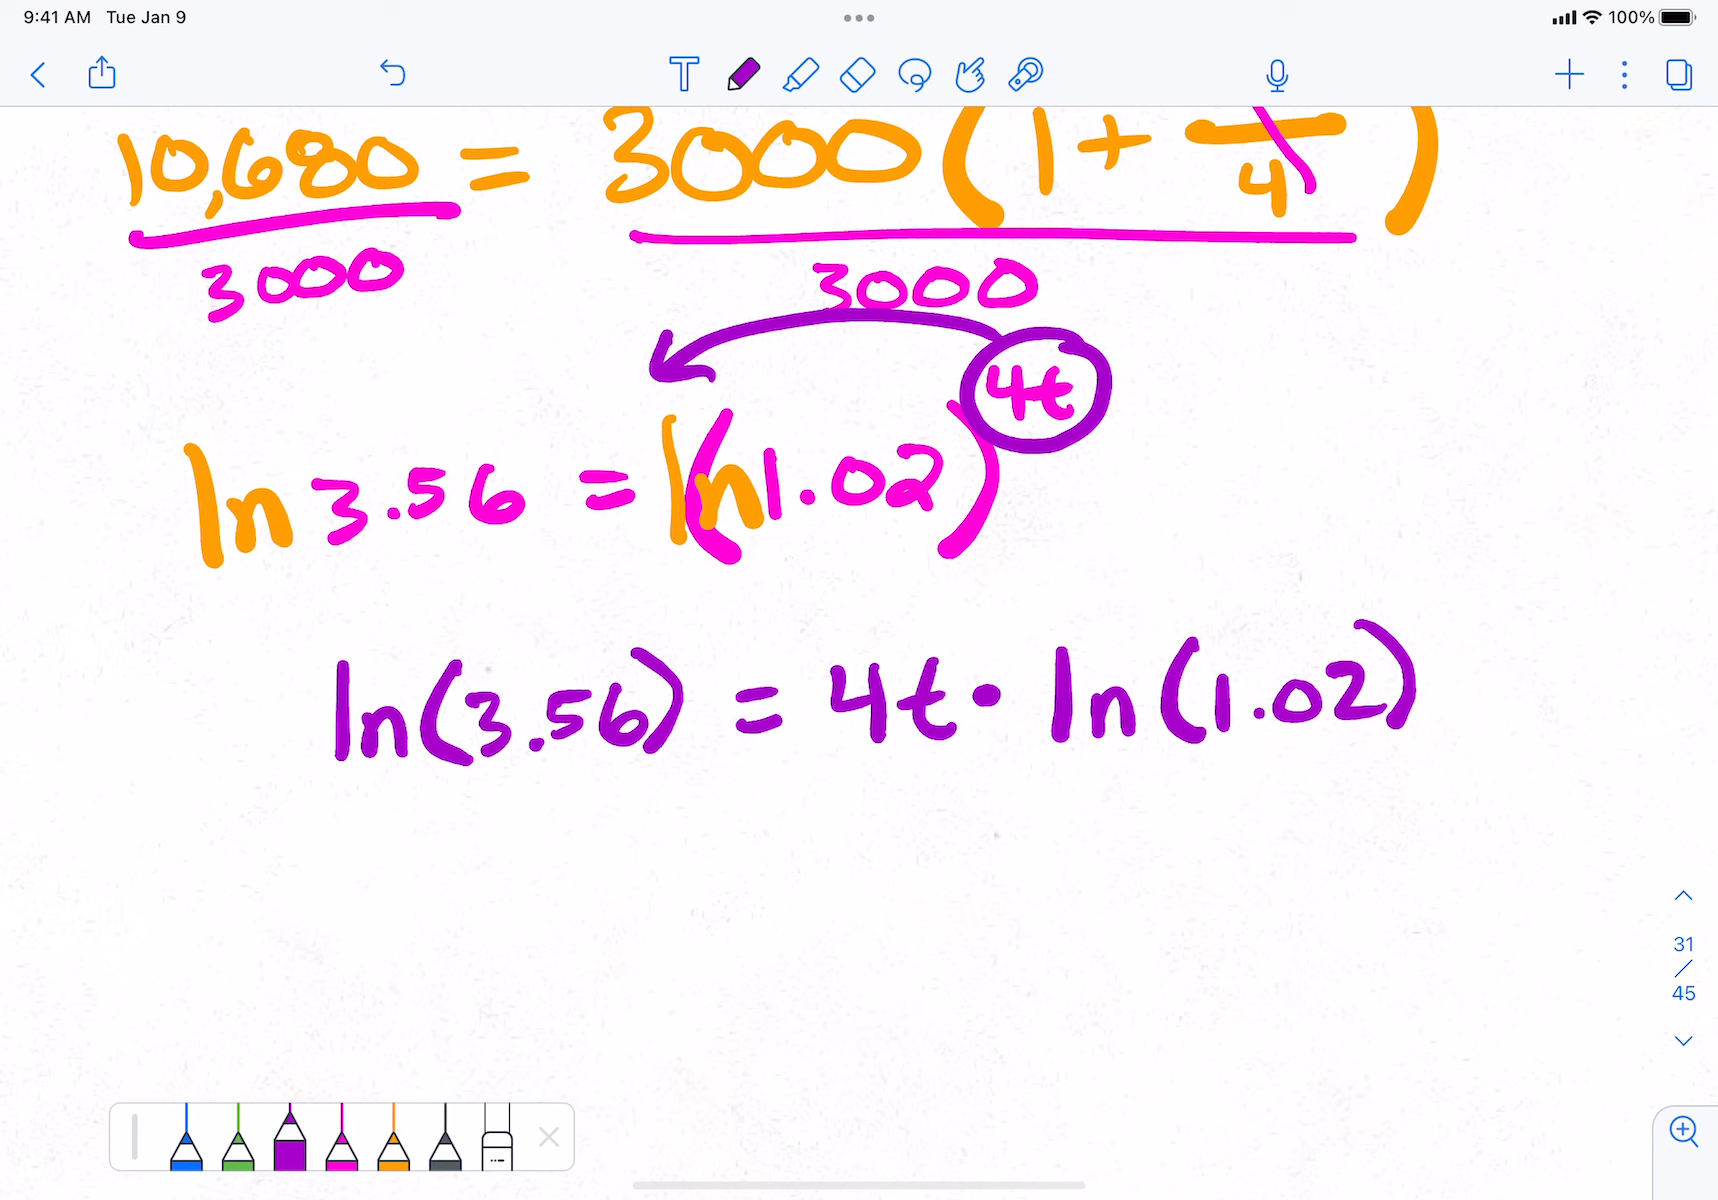 9:41 AM Tue Jan 9
100%
T
10,680 = 3000 ( 1 + 4 )
3000 3000
4t
ln 3.56 = ln(1.02)
ln(3.56) = 4t · ln(1.02)
31
/
45